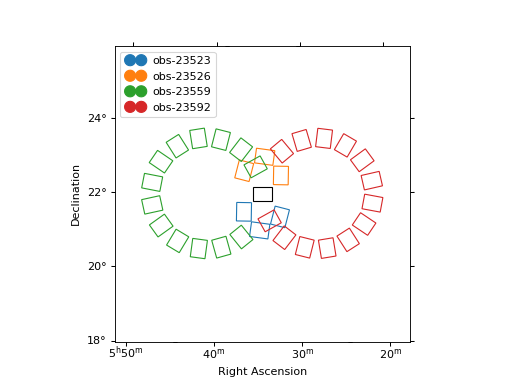 obs-23523
obs-23526
obs-23559
obs-23592
24°
22°
20°
18°
Declination
5ʰ50ᵐ 40ᵐ 30ᵐ 20ᵐ
Right Ascension